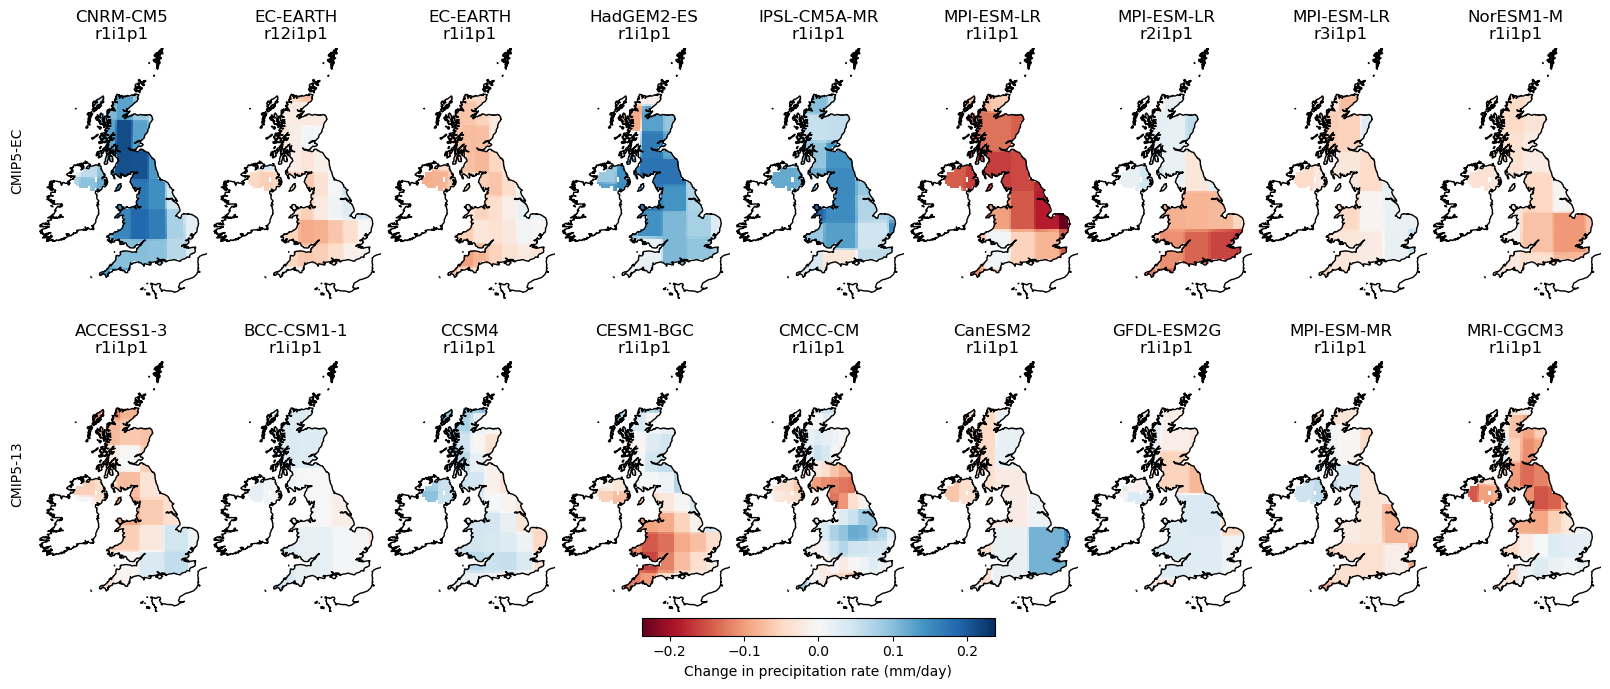 CNRM-CM5 EC-EARTH EC-EARTH HadGEM2-ES IPSL-CM5A-MR MPI-ESM-LR MPI-ESM-LR MPI-ESM-LR NorESM1-M
r1i1p1 r12i1p1 r1i1p1 r1i1p1 r1i1p1 r1i1p1 r2i1p1 r3i1p1 r1i1p1
CMIP5-EC
ACCESS1-3 BCC-CSM1-1 CCSM4 CESM1-BGC CMCC-CM CanESM2 GFDL-ESM2G MPI-ESM-MR MRI-CGCM3
r1i1p1 r1i1p1 r1i1p1 r1i1p1 r1i1p1 r1i1p1 r1i1p1 r1i1p1 r1i1p1
CMIP5-13
−0.2 −0.1 0.0 0.1 0.2
Change in precipitation rate (mm/day)